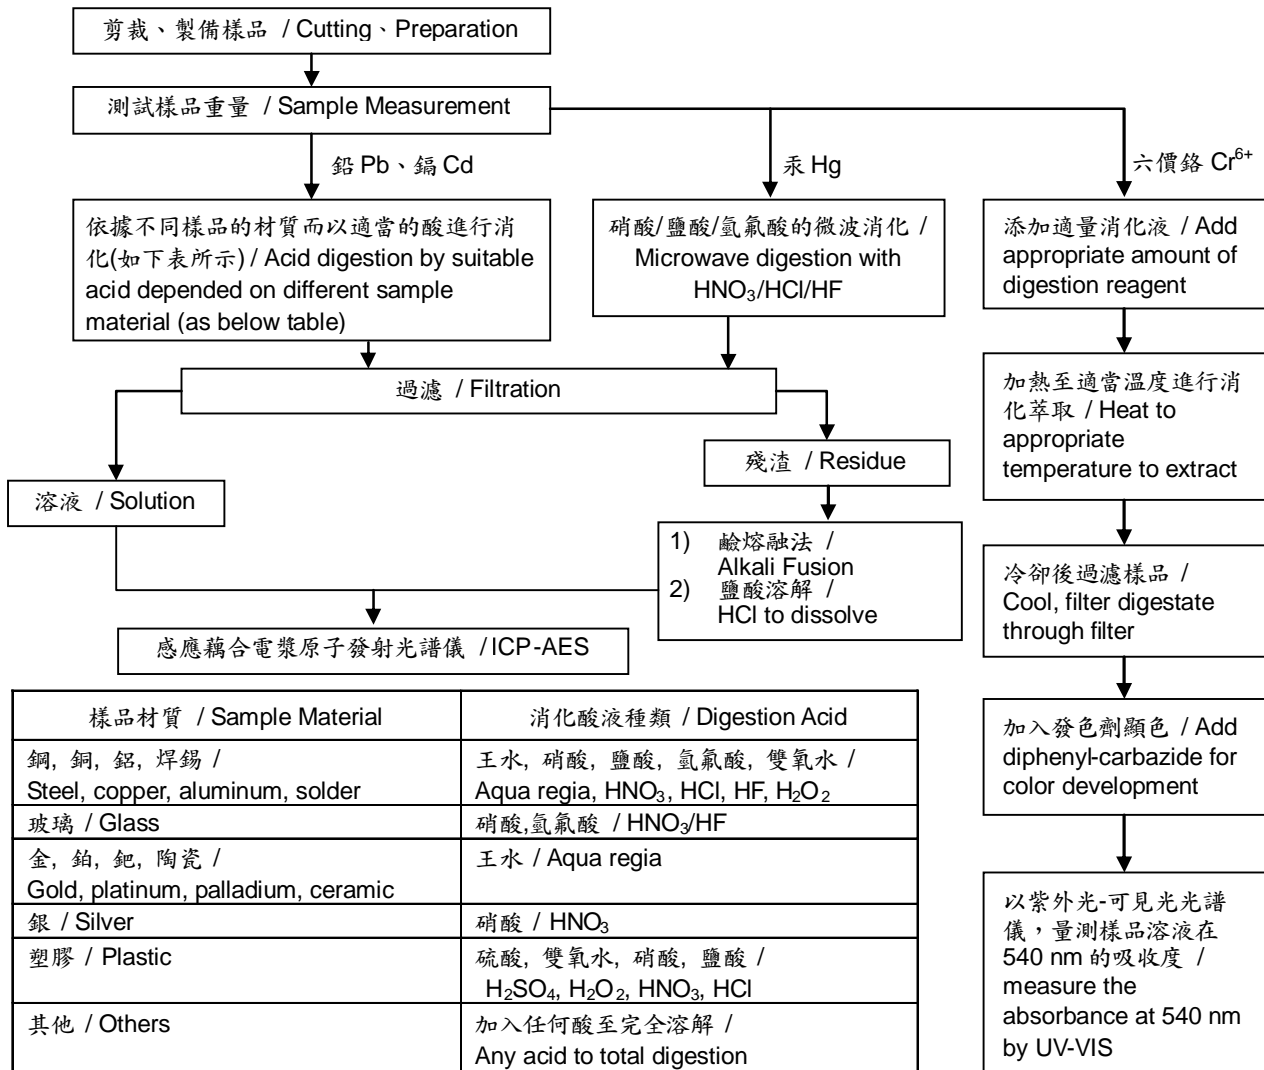 剪裁、製備樣品 / Cutting、Preparation
測試樣品重量 / Sample Measurement
鉛 Pb、鎘 Cd
汞 Hg
六價鉻 Cr⁶⁺
依據不同樣品的材質而以適當的酸進行消
化(如下表所示) / Acid digestion by suitable
acid depended on different sample
material (as below table)
硝酸/鹽酸/氫氟酸的微波消化 /
Microwave digestion with
HNO₃/HCl/HF
添加適量消化液 / Add
appropriate amount of
digestion reagent
過濾 / Filtration
加熱至適當溫度進行消
化萃取 / Heat to
appropriate
temperature to extract
溶液 / Solution
殘渣 / Residue
1) 鹼熔融法 /
Alkali Fusion
2) 鹽酸溶解 /
HCl to dissolve
冷卻後過濾樣品 /
Cool, filter digestate
through filter
感應藕合電漿原子發射光譜儀 / ICP-AES
加入發色劑顯色 / Add
diphenyl-carbazide for
color development
以紫外光-可見光光譜
儀，量測樣品溶液在
540 nm 的吸收度 /
measure the
absorbance at 540 nm
by UV-VIS
樣品材質 / Sample Material
消化酸液種類 / Digestion Acid
鋼, 銅, 鋁, 焊錫 /
Steel, copper, aluminum, solder
王水, 硝酸, 鹽酸, 氫氟酸, 雙氧水 /
Aqua regia, HNO₃, HCl, HF, H₂O₂
玻璃 / Glass
硝酸,氫氟酸 / HNO₃/HF
金, 鉑, 鈀, 陶瓷 /
Gold, platinum, palladium, ceramic
王水 / Aqua regia
銀 / Silver
硝酸 / HNO₃
塑膠 / Plastic
硫酸, 雙氧水, 硝酸, 鹽酸 /
H₂SO₄, H₂O₂, HNO₃, HCl
其他 / Others
加入任何酸至完全溶解 /
Any acid to total digestion